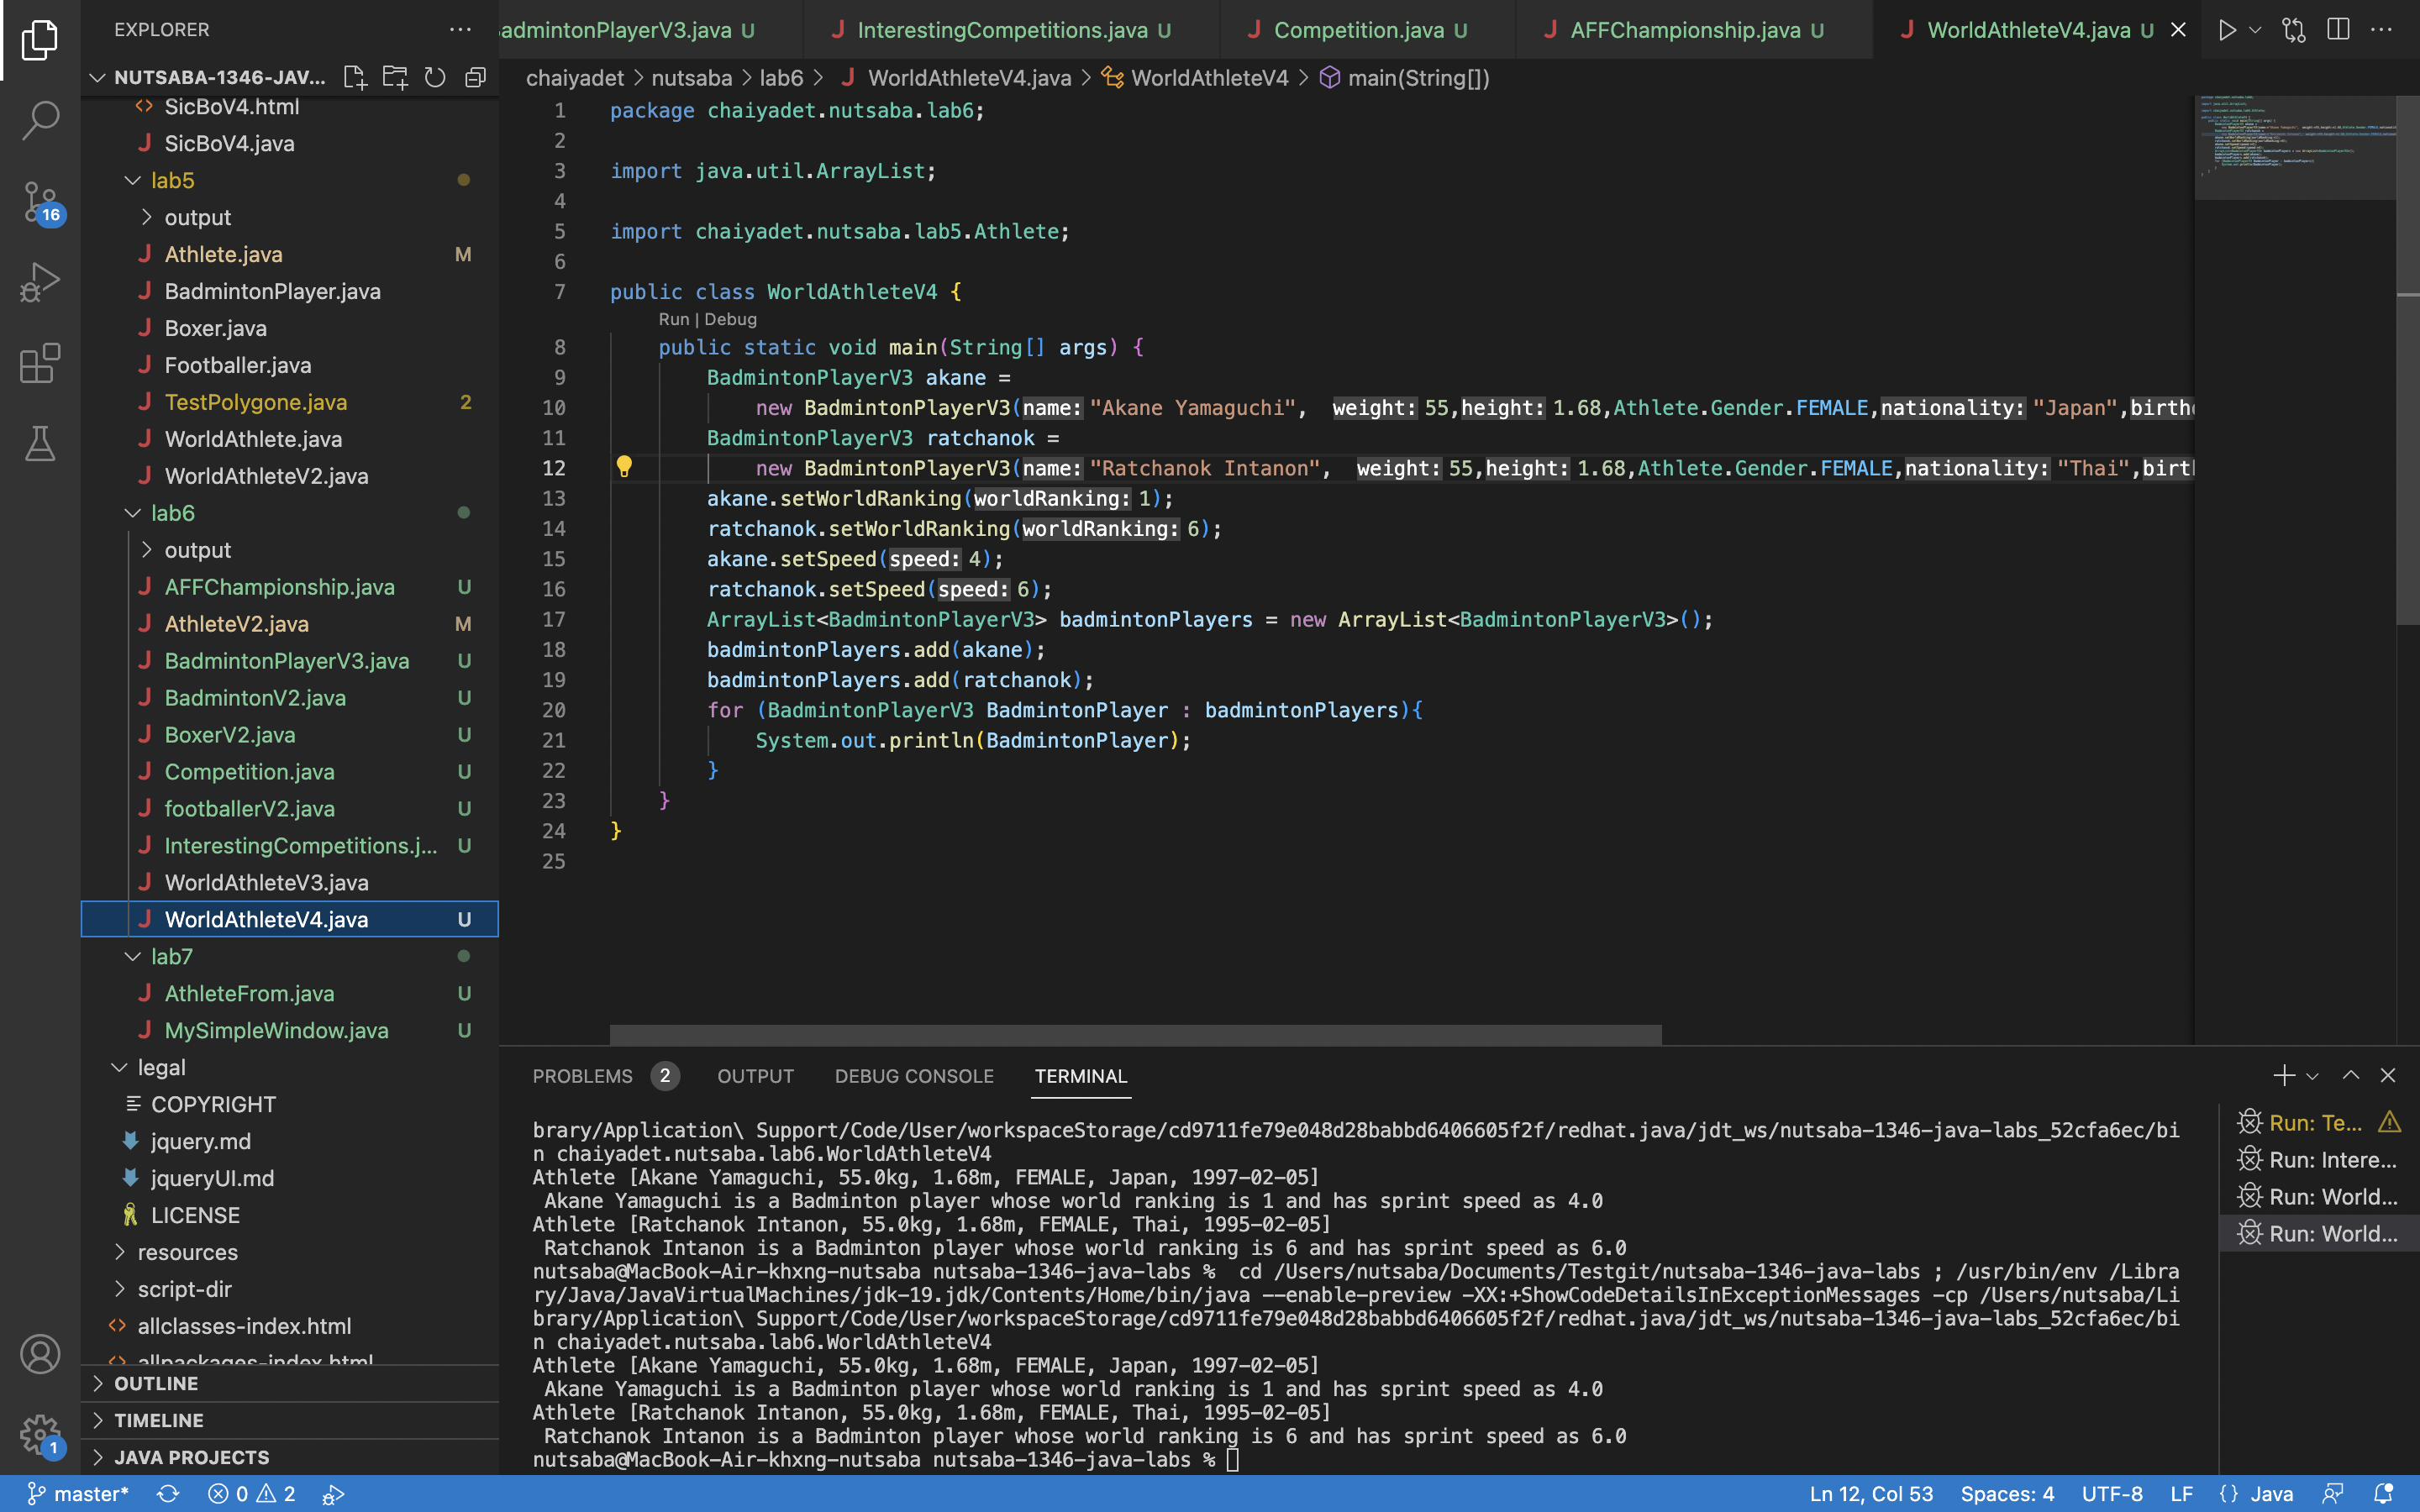 EXPLORER
NUTSABA-1346-JAV...
SicBoV4.html
SicBoV4.java
lab5
output
Athlete.java M
BadmintonPlayer.java
Boxer.java
Footballer.java
TestPolygone.java 2
WorldAthlete.java
WorldAthleteV2.java
lab6
output
AFFChampionship.java U
AthleteV2.java M
BadmintonPlayerV3.java U
BadmintonV2.java U
BoxerV2.java U
Competition.java U
footballerV2.java U
InterestingCompetitions.j... U
WorldAthleteV3.java
WorldAthleteV4.java U
lab7
AthleteFrom.java U
MySimpleWindow.java U
legal
COPYRIGHT
jquery.md
jqueryUI.md
LICENSE
resources
script-dir
allclasses-index.html
allpackages-index.html
OUTLINE
TIMELINE
JAVA PROJECTS
16
1
admintonPlayerV3.java U InterestingCompetitions.java U Competition.java U AFFChampionship.java U WorldAthleteV4.java U
chaiyadet > nutsaba > lab6 > WorldAthleteV4.java > WorldAthleteV4 > main(String[])
1 package chaiyadet.nutsaba.lab6;
2
3 import java.util.ArrayList;
4
5 import chaiyadet.nutsaba.lab5.Athlete;
6
7 public class WorldAthleteV4 {
Run | Debug
8 public static void main(String[] args) {
9 BadmintonPlayerV3 akane =
10 new BadmintonPlayerV3(name: "Akane Yamaguchi", weight: 55,height: 1.68,Athlete.Gender.FEMALE,nationality: "Japan",birthd
11 BadmintonPlayerV3 ratchanok =
12 new BadmintonPlayerV3(name: "Ratchanok Intanon", weight: 55,height: 1.68,Athlete.Gender.FEMALE,nationality: "Thai",birth
13 akane.setWorldRanking(worldRanking: 1);
14 ratchanok.setWorldRanking(worldRanking: 6);
15 akane.setSpeed(speed: 4);
16 ratchanok.setSpeed(speed: 6);
17 ArrayList<BadmintonPlayerV3> badmintonPlayers = new ArrayList<BadmintonPlayerV3>();
18 badmintonPlayers.add(akane);
19 badmintonPlayers.add(ratchanok);
20 for (BadmintonPlayerV3 BadmintonPlayer : badmintonPlayers){
21 System.out.println(BadmintonPlayer);
22 }
23 }
24 }
25
PROBLEMS 2 OUTPUT DEBUG CONSOLE TERMINAL
brary/Application\ Support/Code/User/workspaceStorage/cd9711fe79e048d28babbd6406605f2f/redhat.java/jdt_ws/nutsaba-1346-java-labs_52cfa6ec/bi
n chaiyadet.nutsaba.lab6.WorldAthleteV4
Athlete [Akane Yamaguchi, 55.0kg, 1.68m, FEMALE, Japan, 1997-02-05]
Akane Yamaguchi is a Badminton player whose world ranking is 1 and has sprint speed as 4.0
Athlete [Ratchanok Intanon, 55.0kg, 1.68m, FEMALE, Thai, 1995-02-05]
Ratchanok Intanon is a Badminton player whose world ranking is 6 and has sprint speed as 6.0
nutsaba@MacBook-Air-khxng-nutsaba nutsaba-1346-java-labs % cd /Users/nutsaba/Documents/Testgit/nutsaba-1346-java-labs ; /usr/bin/env /Libra
ry/Java/JavaVirtualMachines/jdk-19.jdk/Contents/Home/bin/java --enable-preview -XX:+ShowCodeDetailsInExceptionMessages -cp /Users/nutsaba/Li
brary/Application\ Support/Code/User/workspaceStorage/cd9711fe79e048d28babbd6406605f2f/redhat.java/jdt_ws/nutsaba-1346-java-labs_52cfa6ec/bi
n chaiyadet.nutsaba.lab6.WorldAthleteV4
Athlete [Akane Yamaguchi, 55.0kg, 1.68m, FEMALE, Japan, 1997-02-05]
Akane Yamaguchi is a Badminton player whose world ranking is 1 and has sprint speed as 4.0
Athlete [Ratchanok Intanon, 55.0kg, 1.68m, FEMALE, Thai, 1995-02-05]
Ratchanok Intanon is a Badminton player whose world ranking is 6 and has sprint speed as 6.0
nutsaba@MacBook-Air-khxng-nutsaba nutsaba-1346-java-labs %
Run: Te...
Run: Intere...
Run: World...
Run: World...
master* 0 2 Ln 12, Col 53 Spaces: 4 UTF-8 LF {} Java